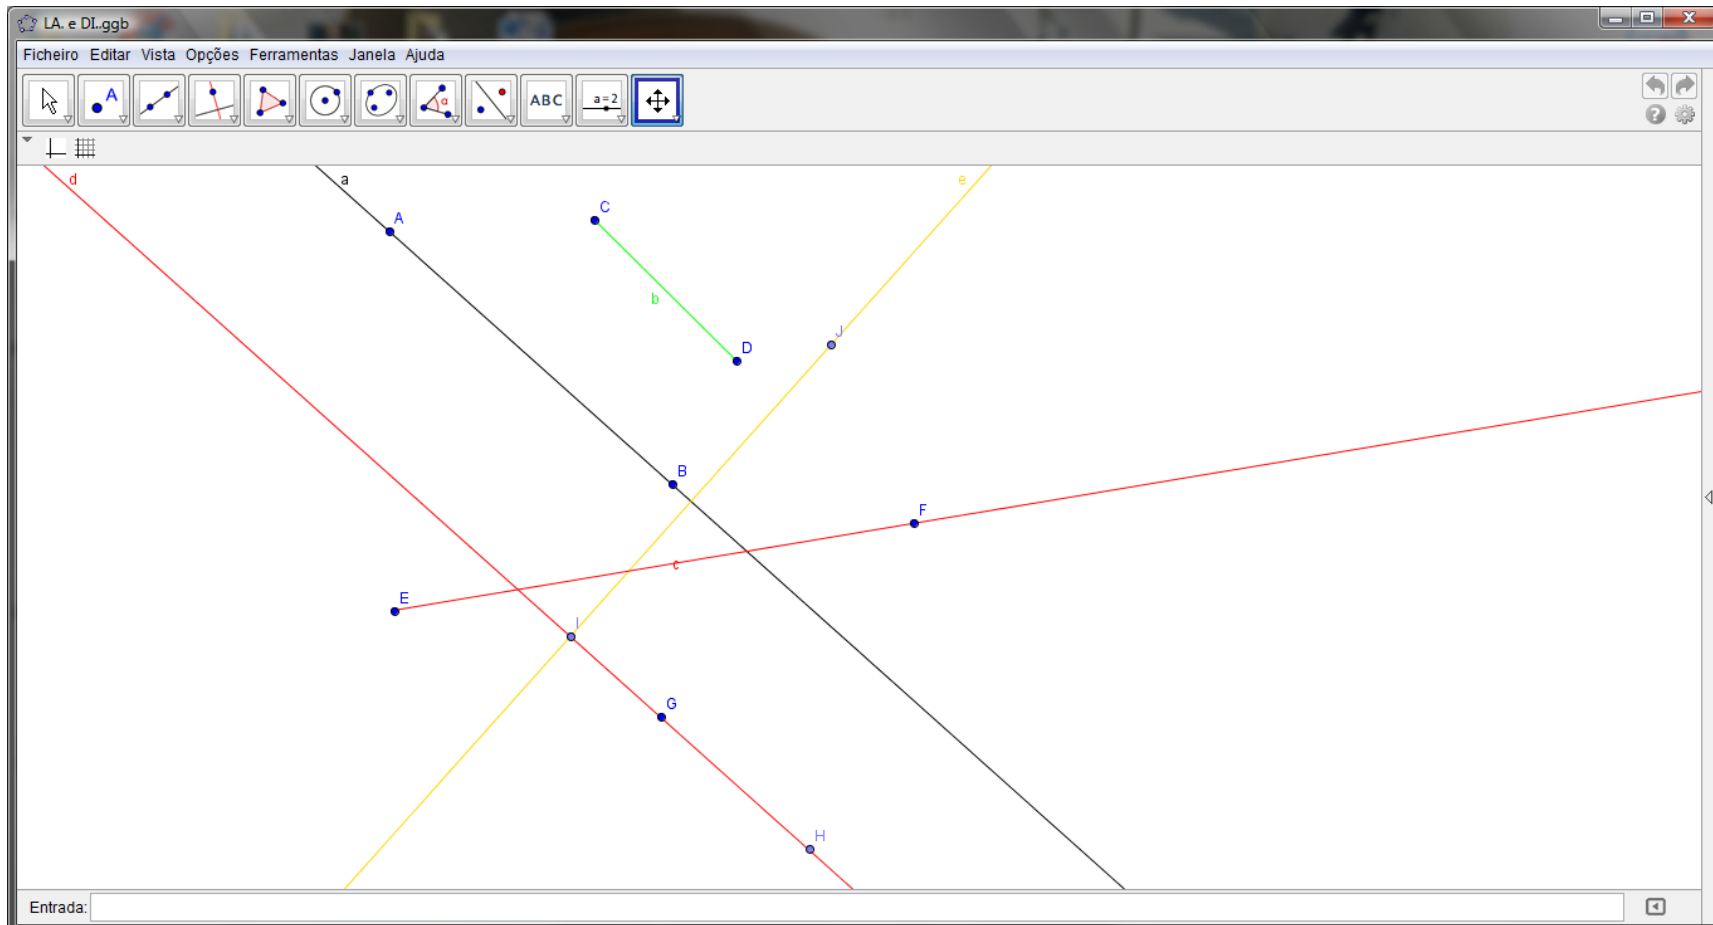 LA. e DI..ggb
Ficheiro Editar Vista Opções Ferramentas Janela Ajuda
A α ABC a=2
d a e
A C
b
J
D
B
F
c
E
I
G
H
Entrada: